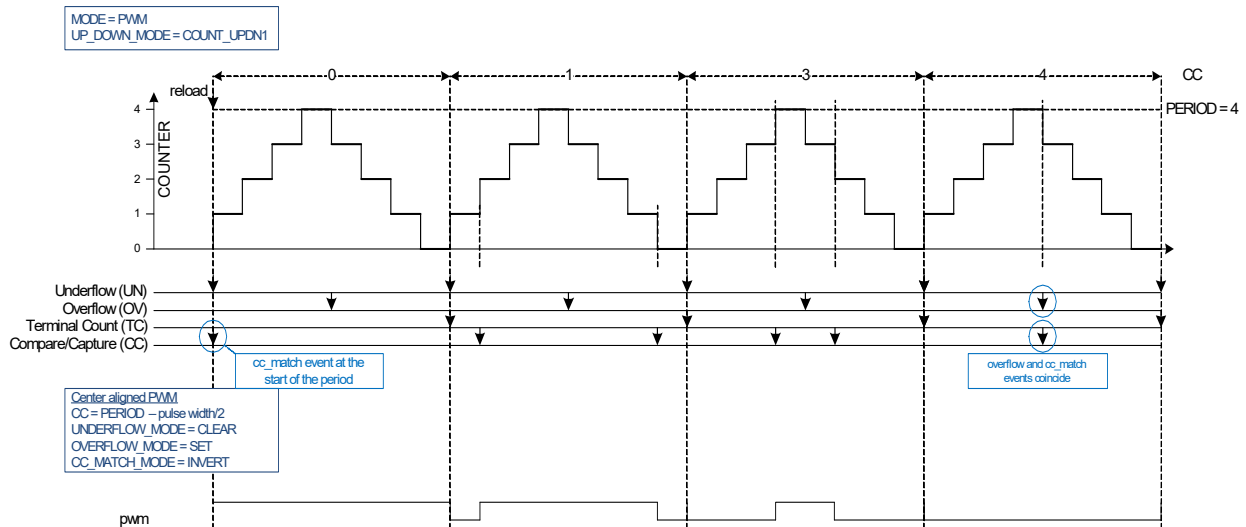 MODE = PWM
UP_DOWN_MODE = COUNT_UPDN1
0 1 3 4 CC
reload
PERIOD = 4
COUNTER
4
3
2
1
0
Underflow (UN)
Overflow (OV)
Terminal Count (TC)
Compare/Capture (CC)
cc_match event at the
start of the period
overflow and cc_match
events coincide
Center aligned PWM
CC = PERIOD – pulse width/2
UNDERFLOW_MODE = CLEAR
OVERFLOW_MODE = SET
CC_MATCH_MODE = INVERT
pwm